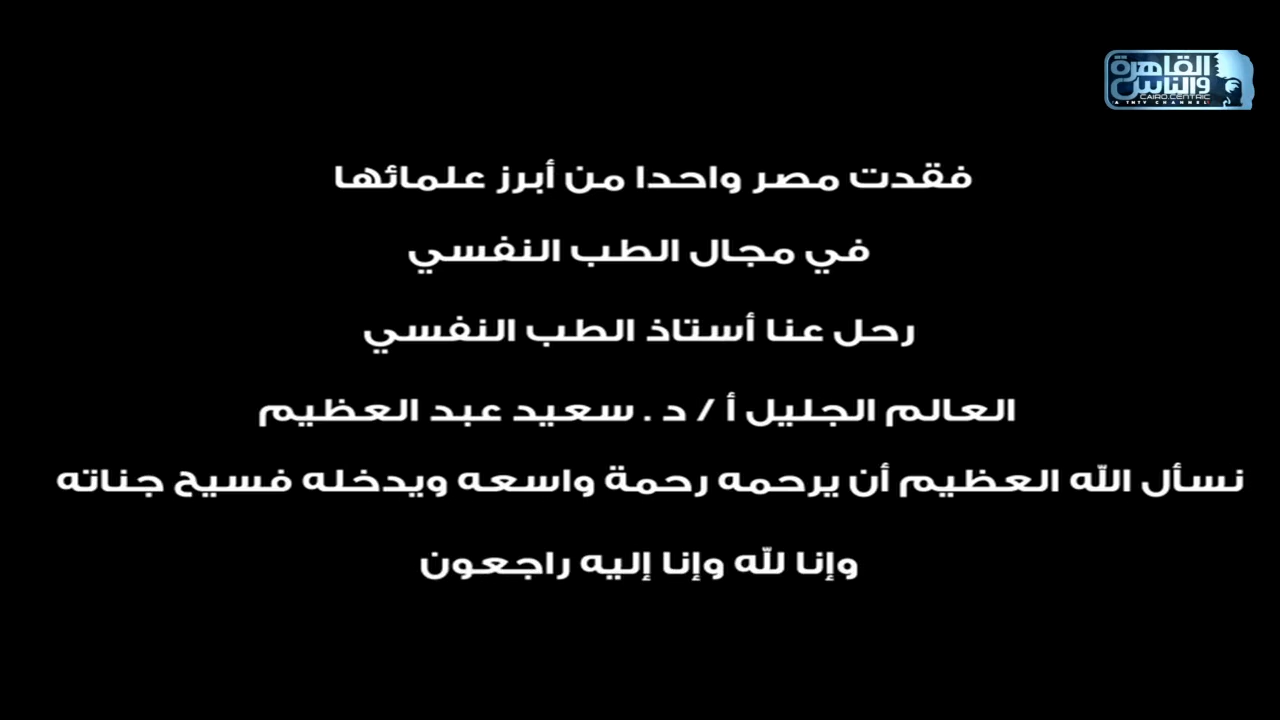 القاهرة
والناس
CAIRO.CENTRIC
A TNTV CHANNEL
فقدت مصر واحدا من أبرز علمائها
في مجال الطب النفسي
رحل عنا أستاذ الطب النفسي
العالم الجليل أ / د . سعيد عبد العظيم
نسأل الله العظيم أن يرحمه رحمة واسعه ويدخله فسيح جناته
وإنا لله وإنا إليه راجعون